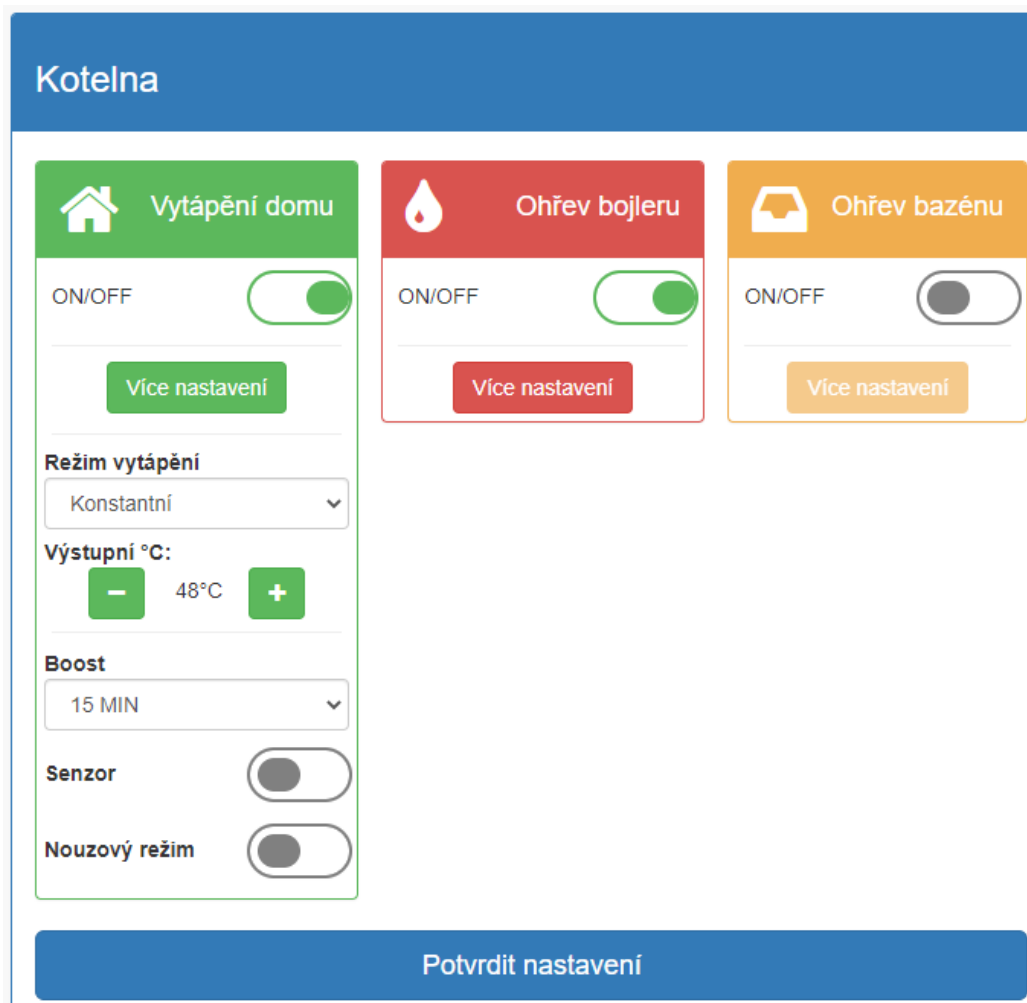 Kotelna
Vytápění domu
ON/OFF
Více nastavení
Režim vytápění
Konstantní
Výstupní °C:
− 48°C +
Boost
15 MIN
Senzor
Nouzový režim
Ohřev bojleru
ON/OFF
Více nastavení
Ohřev bazénu
ON/OFF
Více nastavení
Potvrdit nastavení